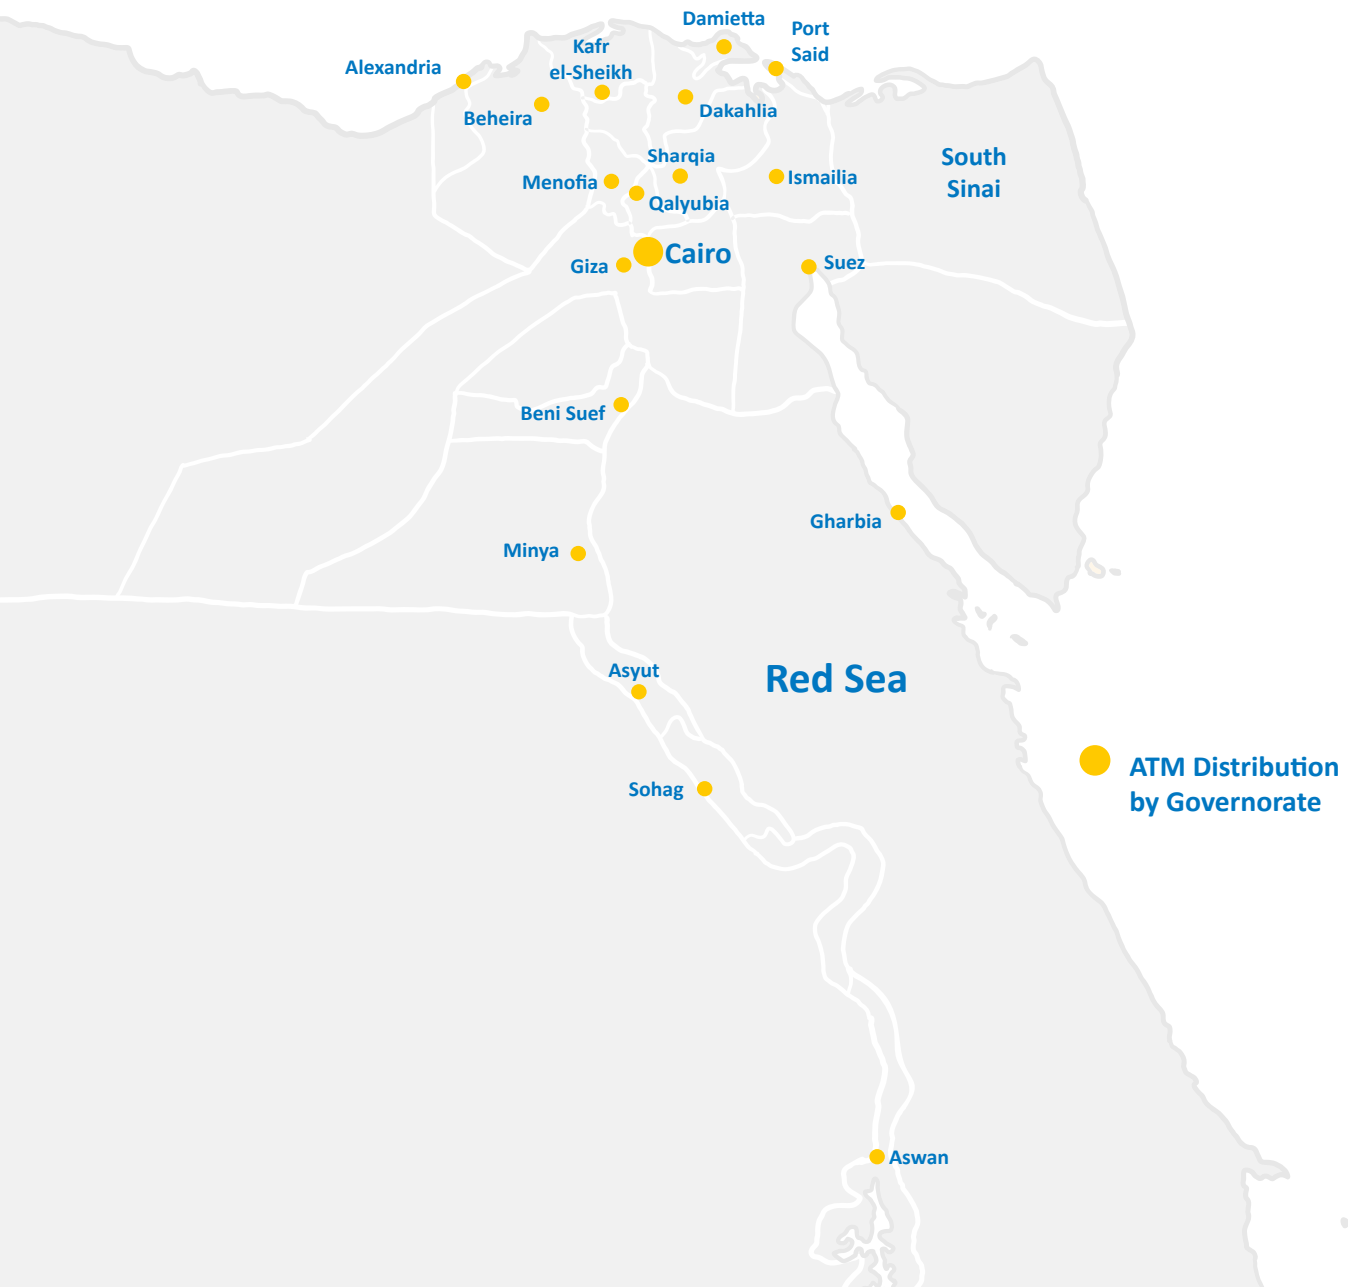 Damietta
Port
Said
Kafr
el-Sheikh
Alexandria
Beheira
Dakahlia
Sharqia
South
Sinai
Menofia
Ismailia
Qalyubia
Cairo
Giza
Suez
Beni Suef
Gharbia
Minya
Asyut
Red Sea
ATM Distribution
by Governorate
Sohag
Aswan